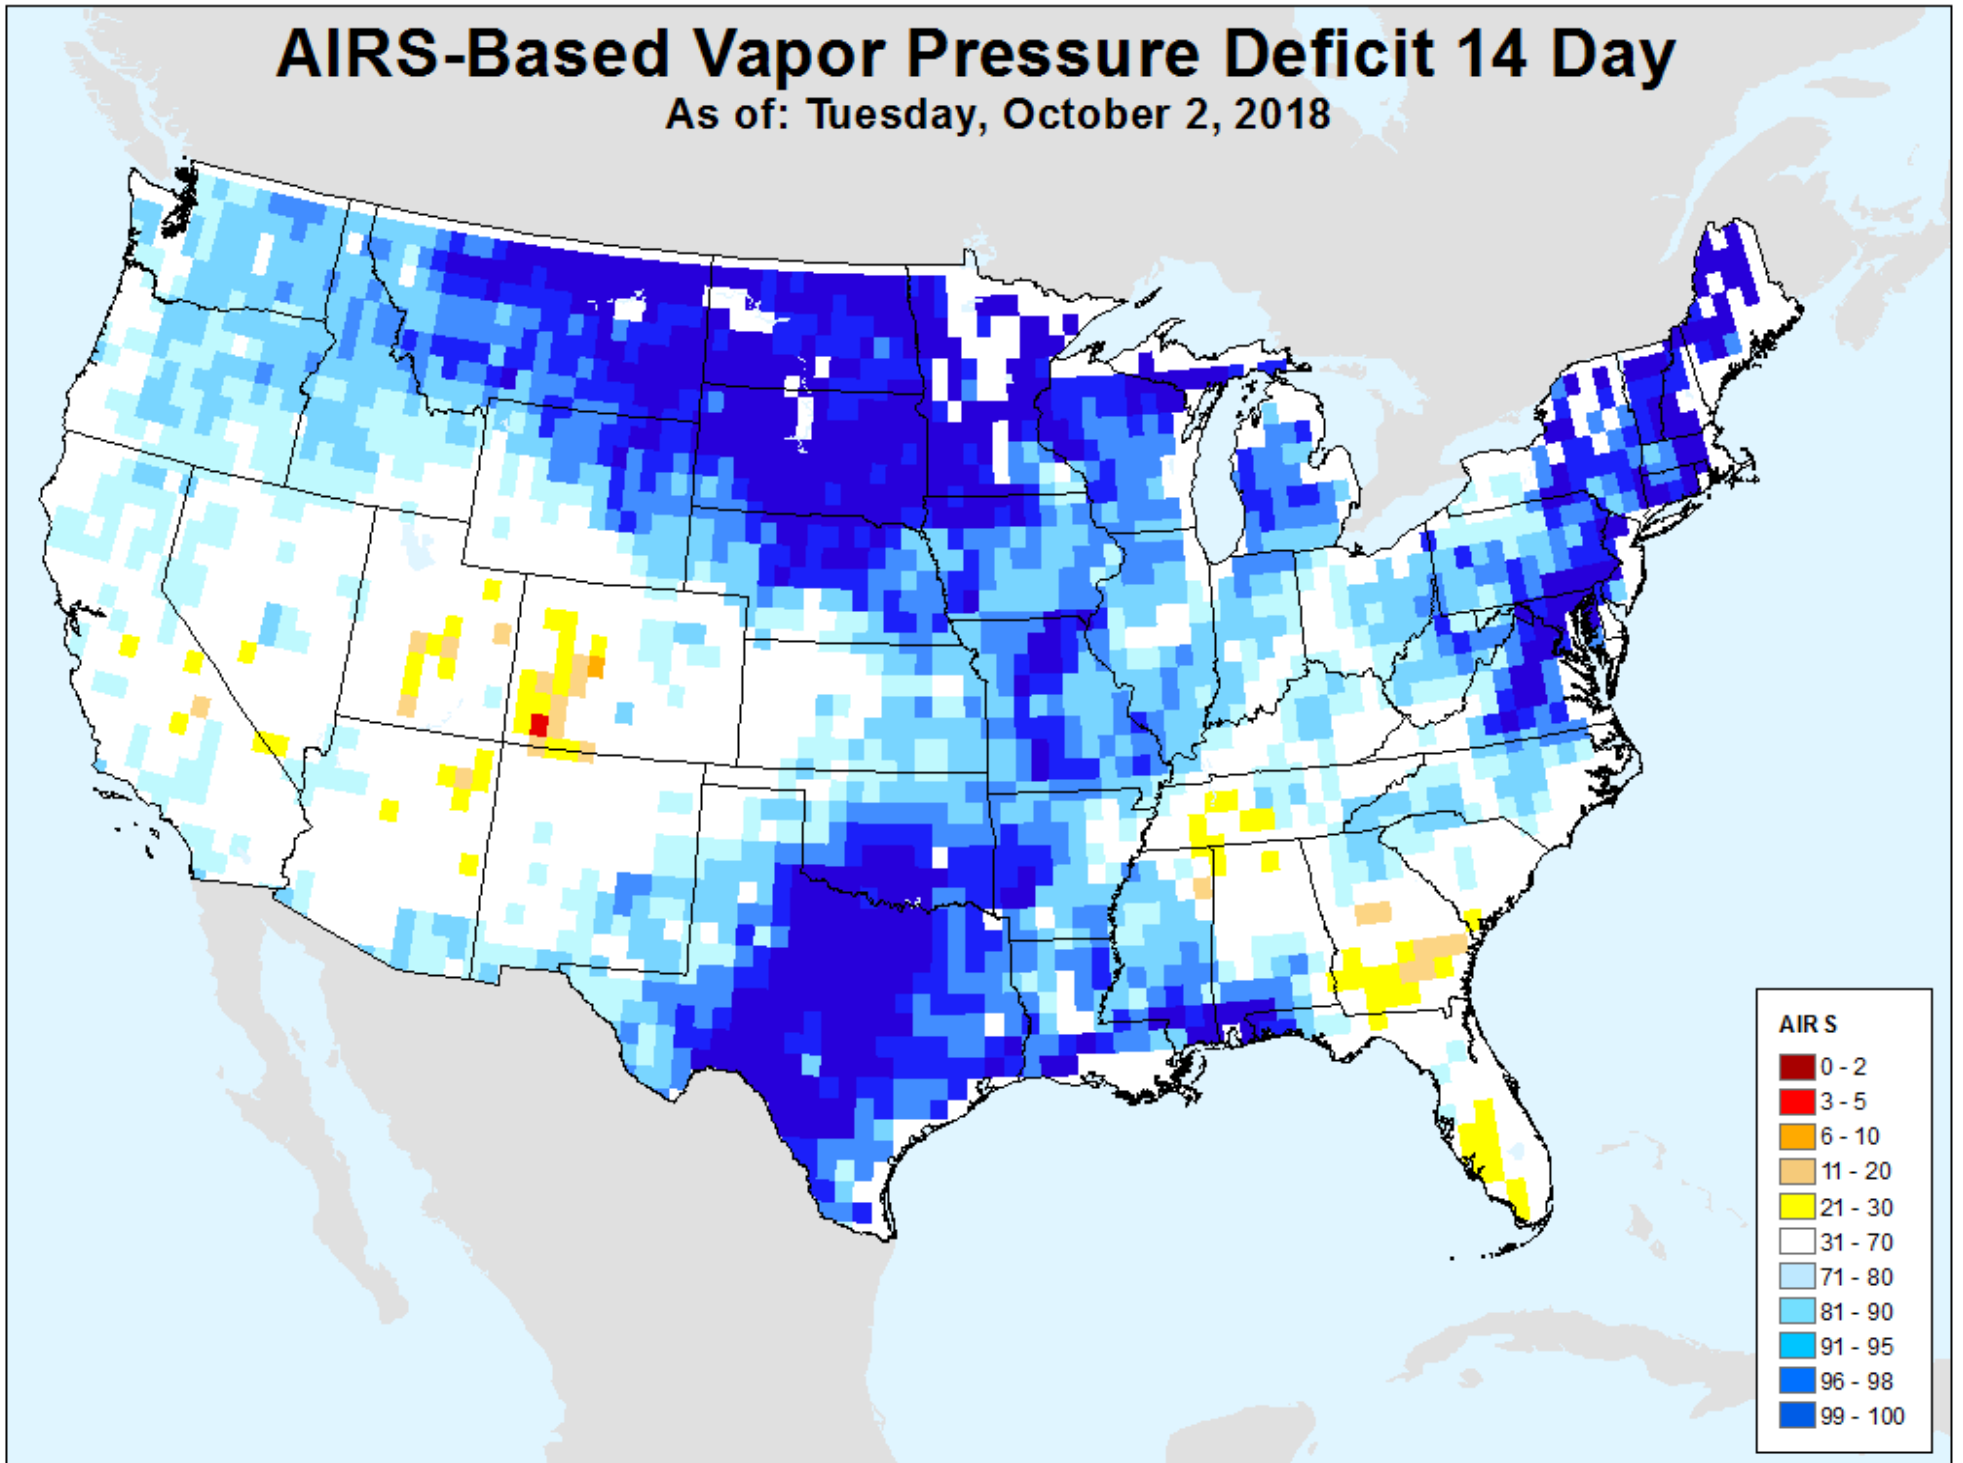 AIRS-Based Vapor Pressure Deficit 14 Day
As of: Tuesday, October 2, 2018
AIRS
0 - 2
3 - 5
6 - 10
11 - 20
21 - 30
31 - 70
71 - 80
81 - 90
91 - 95
96 - 98
99 - 100